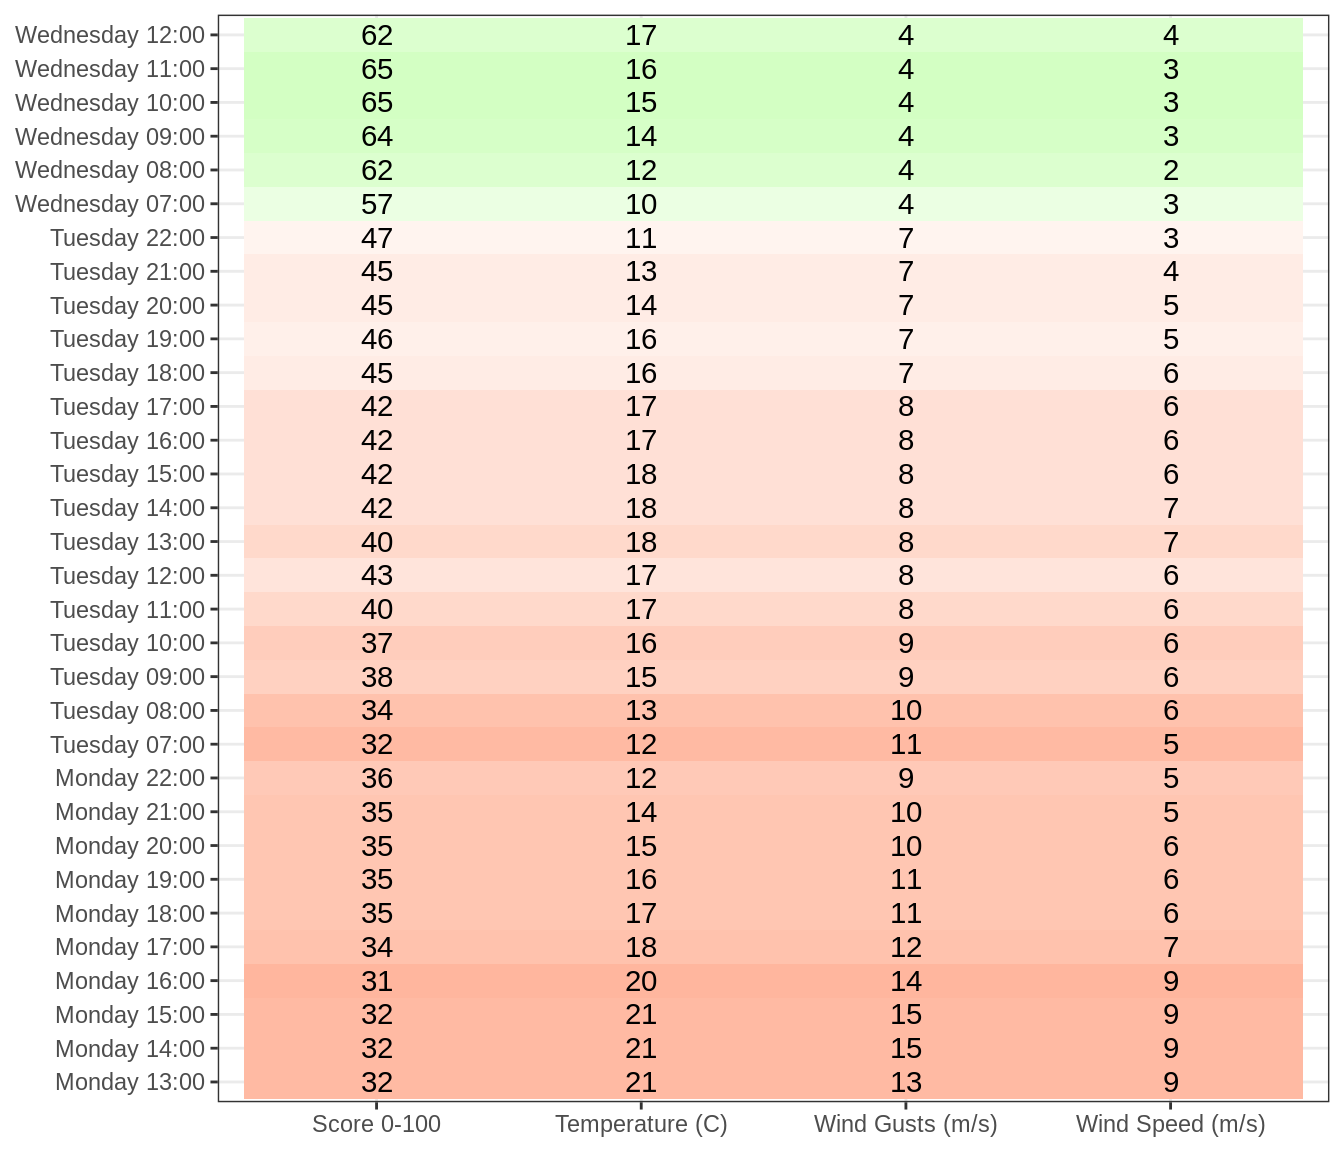 Wednesday 12:00 62 17 4 4
Wednesday 11:00 65 16 4 3
Wednesday 10:00 65 15 4 3
Wednesday 09:00 64 14 4 3
Wednesday 08:00 62 12 4 2
Wednesday 07:00 57 10 4 3
Tuesday 22:00 47 11 7 3
Tuesday 21:00 45 13 7 4
Tuesday 20:00 45 14 7 5
Tuesday 19:00 46 16 7 5
Tuesday 18:00 45 16 7 6
Tuesday 17:00 42 17 8 6
Tuesday 16:00 42 17 8 6
Tuesday 15:00 42 18 8 6
Tuesday 14:00 42 18 8 7
Tuesday 13:00 40 18 8 7
Tuesday 12:00 43 17 8 6
Tuesday 11:00 40 17 8 6
Tuesday 10:00 37 16 9 6
Tuesday 09:00 38 15 9 6
Tuesday 08:00 34 13 10 6
Tuesday 07:00 32 12 11 5
Monday 22:00 36 12 9 5
Monday 21:00 35 14 10 5
Monday 20:00 35 15 10 6
Monday 19:00 35 16 11 6
Monday 18:00 35 17 11 6
Monday 17:00 34 18 12 7
Monday 16:00 31 20 14 9
Monday 15:00 32 21 15 9
Monday 14:00 32 21 15 9
Monday 13:00 32 21 13 9
Score 0-100 Temperature (C) Wind Gusts (m/s) Wind Speed (m/s)